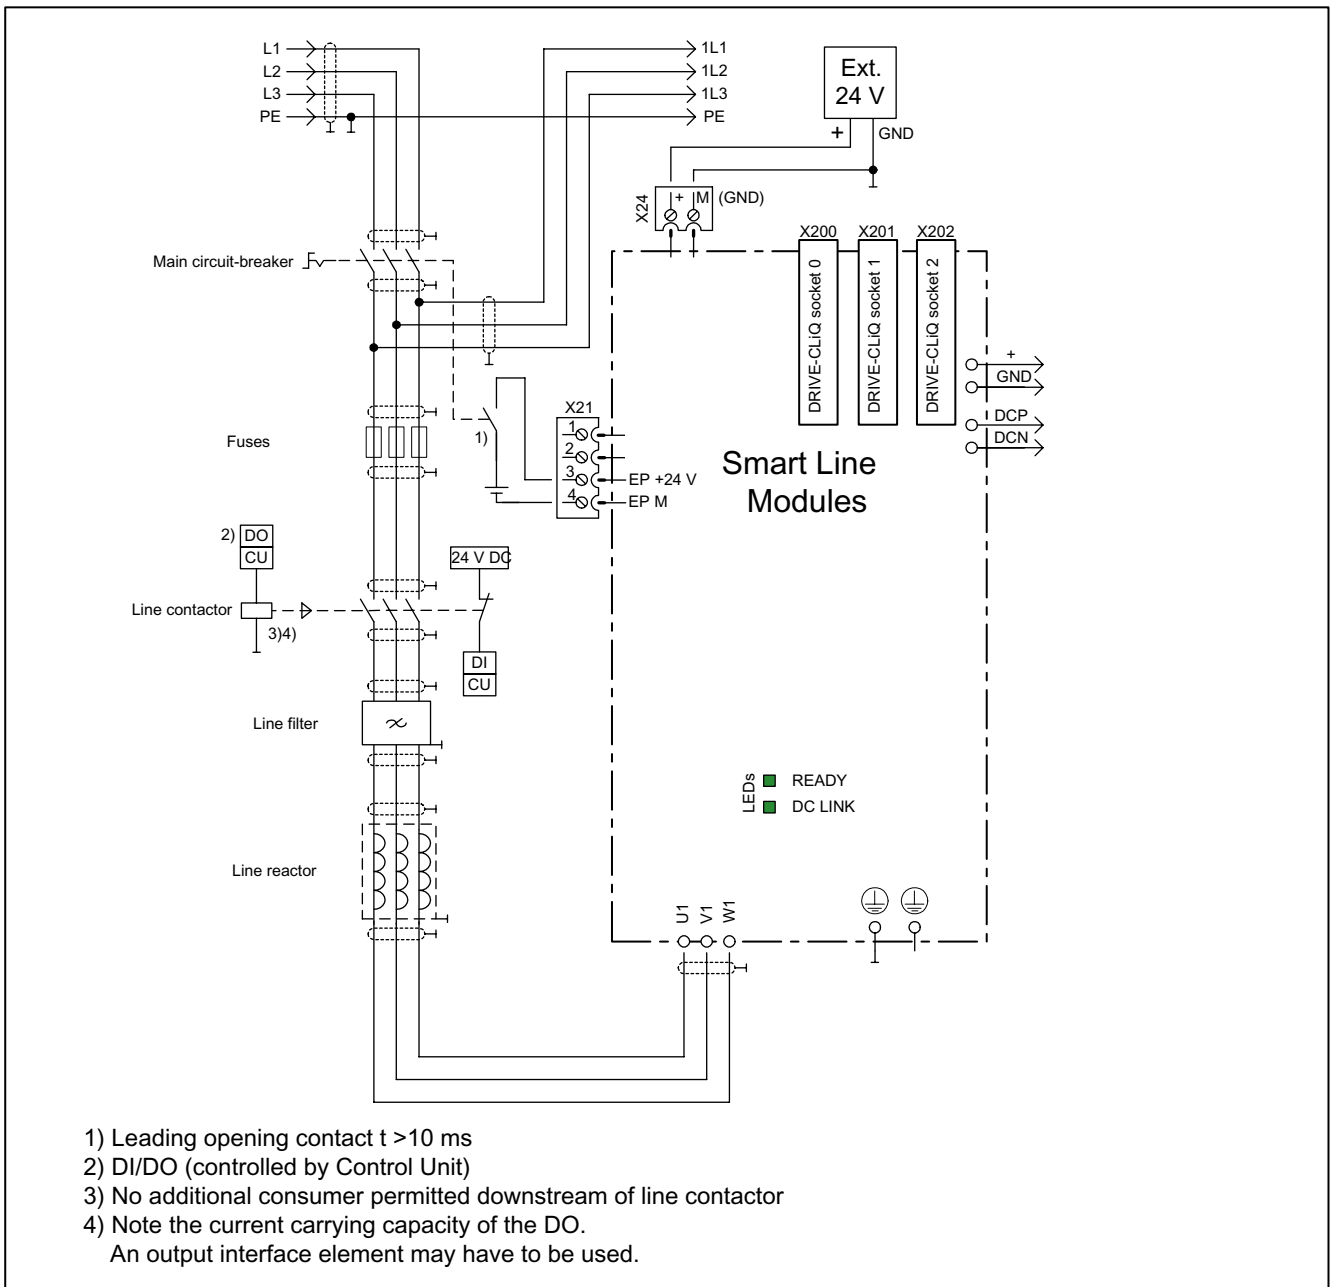 L1
1L1
L2
1L2
L3
1L3
PE
PE
Ext.
24 V
+
GND
X24
+ M (GND)
X200 X201 X202
DRIVE-CLiQ socket 0
DRIVE-CLiQ socket 1
DRIVE-CLiQ socket 2
Main circuit-breaker
+
GND
DCP
DCN
X21
1
2
3
4
EP +24 V
EP M
1)
Fuses
Smart Line
Modules
2) DO
CU
24 V DC
Line contactor
3)4)
DI
CU
Line filter
LEDs
READY
DC LINK
Line reactor
U1
V1
W1
1) Leading opening contact t >10 ms
2) DI/DO (controlled by Control Unit)
3) No additional consumer permitted downstream of line contactor
4) Note the current carrying capacity of the DO.
An output interface element may have to be used.